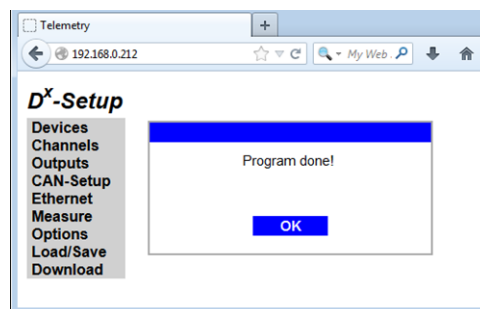 Telemetry
192.168.0.212
My Web
Dx-Setup
Devices
Channels
Outputs
CAN-Setup
Ethernet
Measure
Options
Load/Save
Download
Program done!
OK